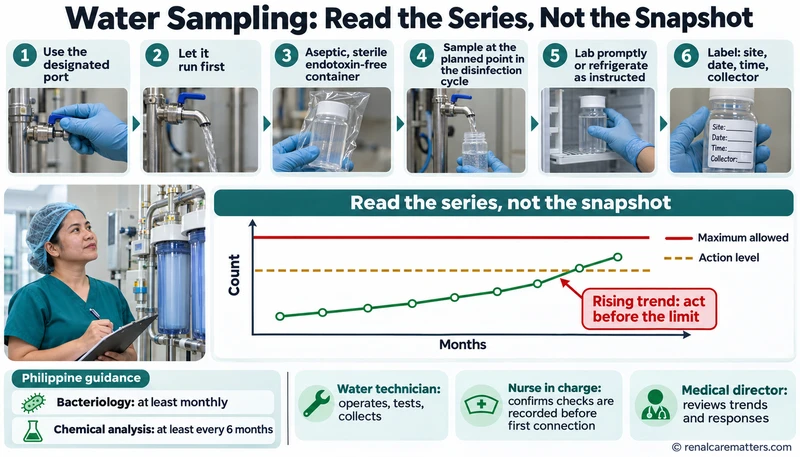 Water Sampling: Read the Series, Not the Snapshot
1 Use the
designated
port
2 Let it
run first
3 Aseptic, sterile
endotoxin-free
container
4 Sample at the
planned point in
the disinfection
cycle
5 Lab promptly
or refrigerate
as instructed
6 Label: site,
date, time,
collector
Site:
Date:
Time:
Collector:
Read the series, not the snapshot
Count
Maximum allowed
Action level
Rising trend: act
before the limit
Months
Philippine guidance
Bacteriology: at least monthly
Chemical analysis: at least every 6 months
Water technician:
operates, tests,
collects
Nurse in charge:
confirms checks are
recorded before
first connection
Medical director:
reviews trends
and responses
© renalcarematters.com